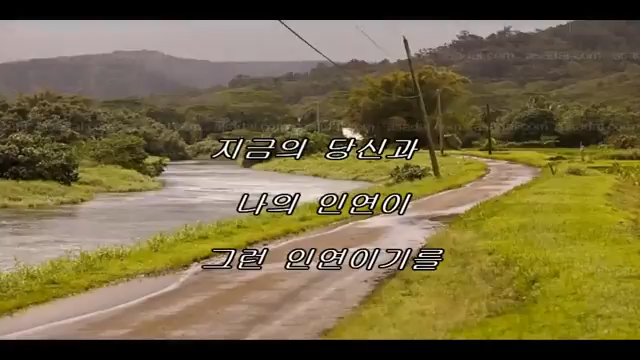 지금의 당신과
나의 인연이
그런 인연이기를